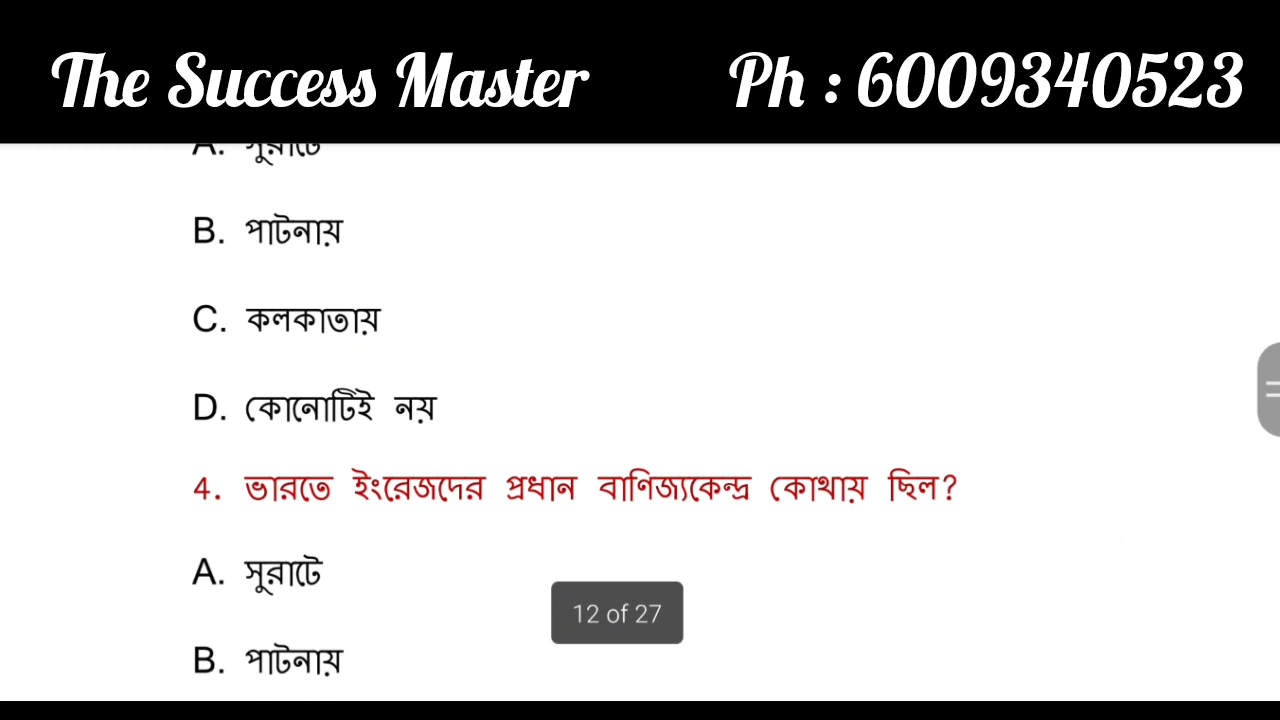 The Success Master Ph : 6009340523
A. সুরাটে
B. পাটনায়
C. কলকাতায়
D. কোনোটিই নয়
4. ভারতে ইংরেজদের প্রধান বাণিজ্যকেন্দ্র কোথায় ছিল?
A. সুরাটে
12 of 27
B. পাটনায়